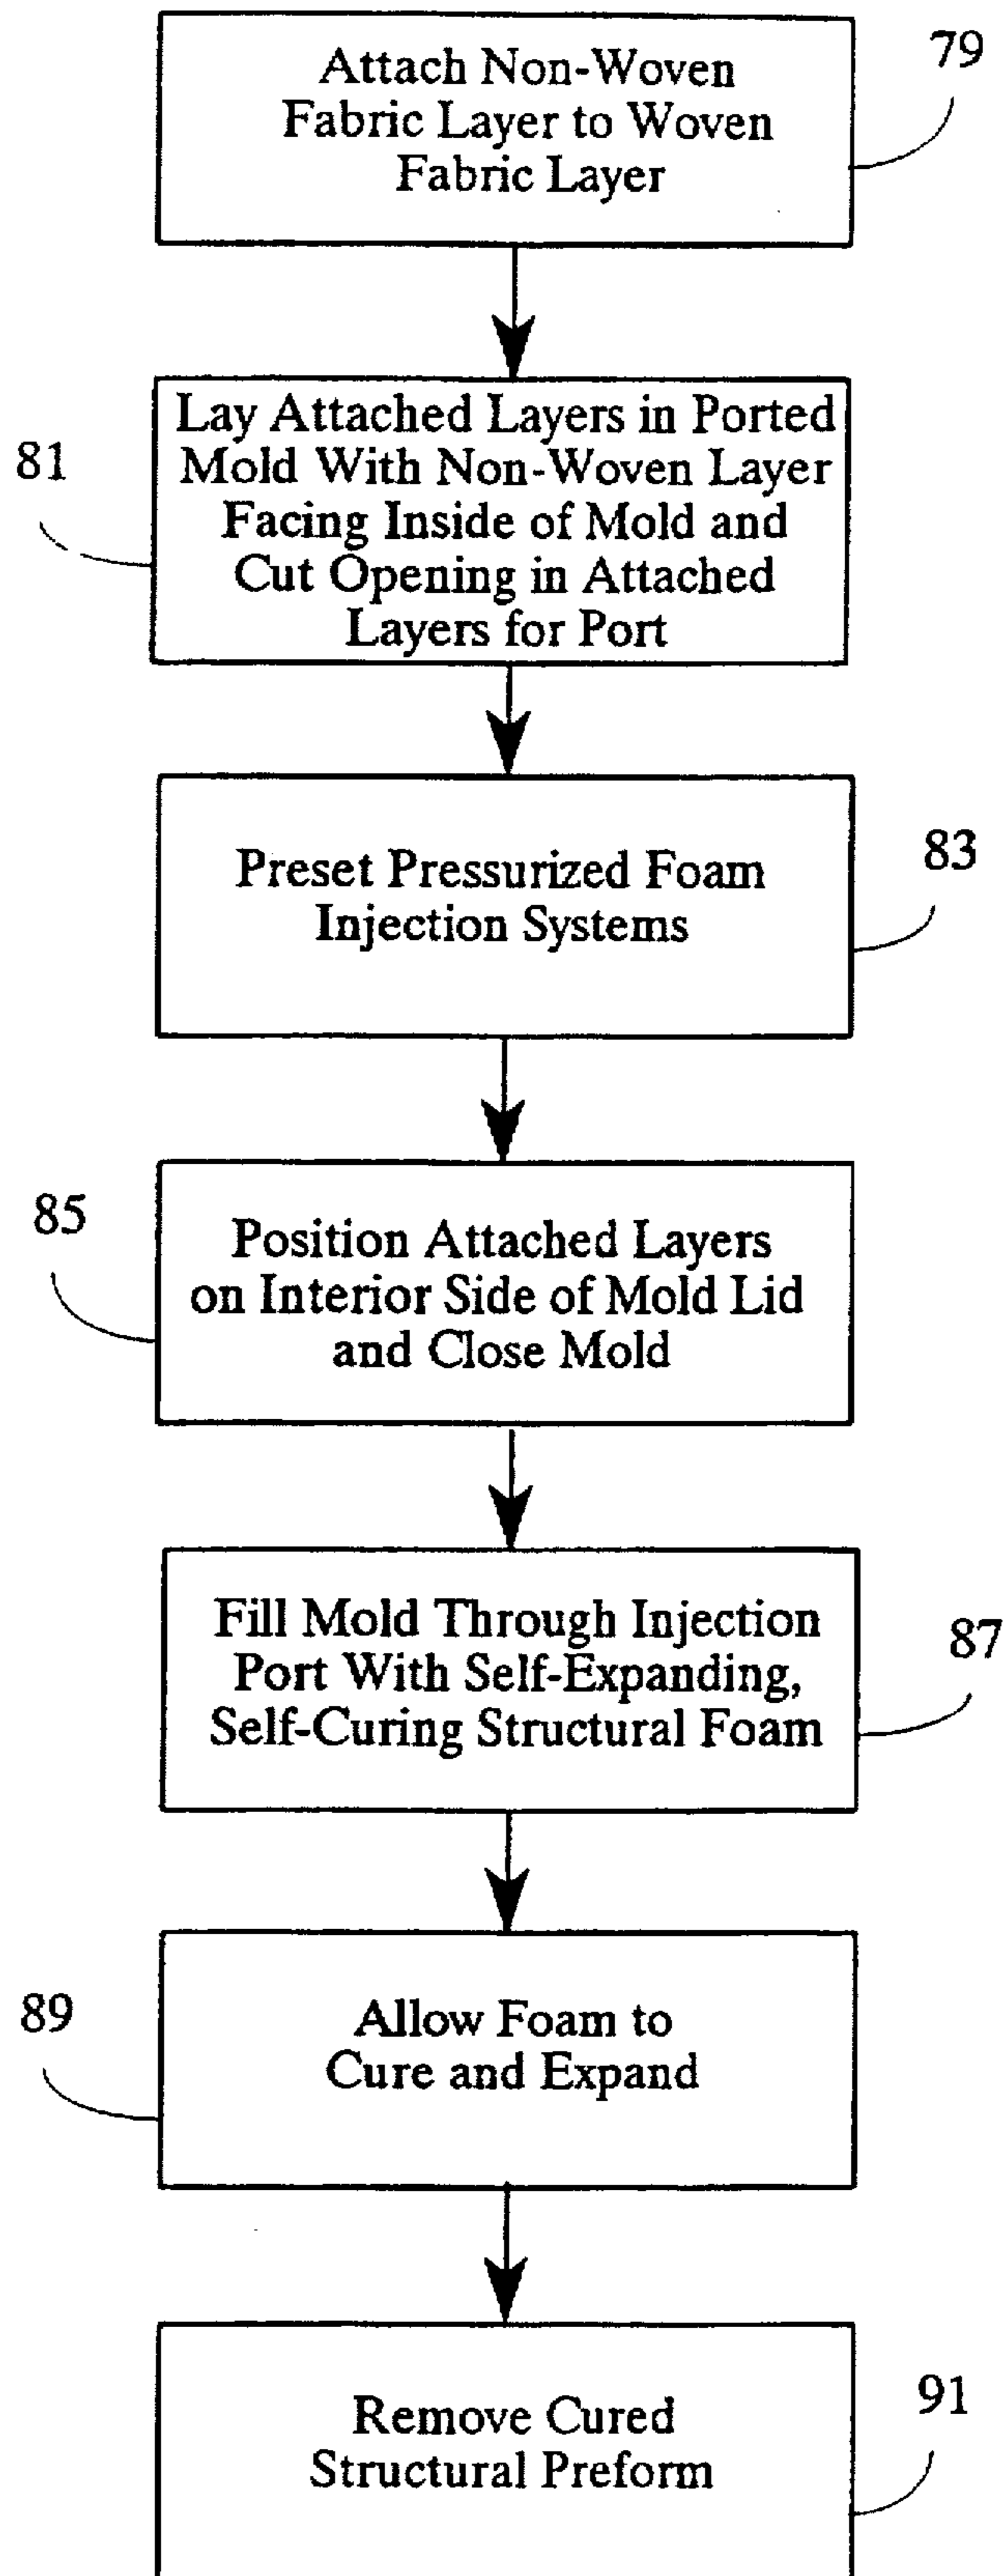 79
Attach Non-Woven
Fabric Layer to Woven
Fabric Layer
81
Lay Attached Layers in Ported
Mold With Non-Woven Layer
Facing Inside of Mold and
Cut Opening in Attached
Layers for Port
83
Preset Pressurized Foam
Injection Systems
85
Position Attached Layers
on Interior Side of Mold Lid
and Close Mold
87
Fill Mold Through Injection
Port With Self-Expanding,
Self-Curing Structural Foam
89
Allow Foam to
Cure and Expand
91
Remove Cured
Structural Preform